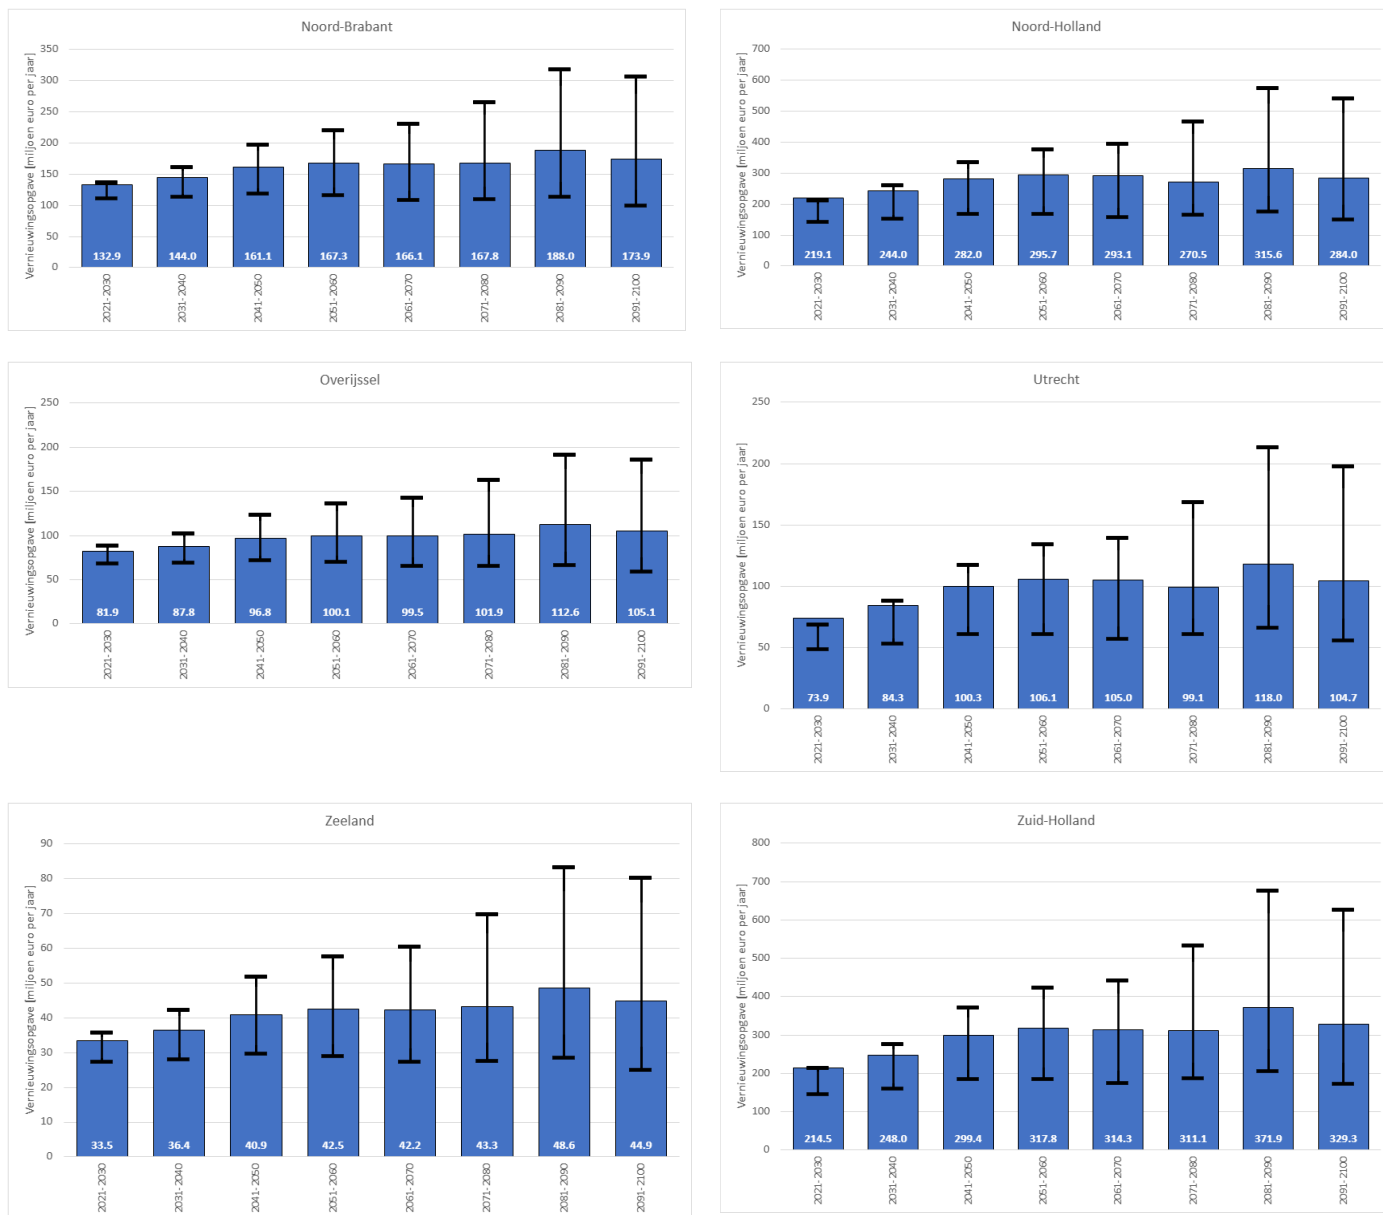 Noord-Brabant
Vernieuwingsopgave [miljoen euro per jaar]
350
300
250
200
150
100
50
0
132.9 144.0 161.1 167.3 166.1 167.8 188.0 173.9
2021-2030 2031-2040 2041-2050 2051-2060 2061-2070 2071-2080 2081-2090 2091-2100
Noord-Holland
Vernieuwingsopgave [miljoen euro per jaar]
700
600
500
400
300
200
100
0
219.1 244.0 282.0 295.7 293.1 270.5 315.6 284.0
2021-2030 2031-2040 2041-2050 2051-2060 2061-2070 2071-2080 2081-2090 2091-2100
Overijssel
Vernieuwingsopgave [miljoen euro per jaar]
250
200
150
100
50
0
81.9 87.8 96.8 100.1 99.5 101.9 112.6 105.1
2021-2030 2031-2040 2041-2050 2051-2060 2061-2070 2071-2080 2081-2090 2091-2100
Utrecht
Vernieuwingsopgave [miljoen euro per jaar]
250
200
150
100
50
0
73.9 84.3 100.3 106.1 105.0 99.1 118.0 104.7
2021-2030 2031-2040 2041-2050 2051-2060 2061-2070 2071-2080 2081-2090 2091-2100
Zeeland
Vernieuwingsopgave [miljoen euro per jaar]
90
80
70
60
50
40
30
20
10
0
33.5 36.4 40.9 42.5 42.2 43.3 48.6 44.9
2021-2030 2031-2040 2041-2050 2051-2060 2061-2070 2071-2080 2081-2090 2091-2100
Zuid-Holland
Vernieuwingsopgave [miljoen euro per jaar]
800
700
600
500
400
300
200
100
0
214.5 248.0 299.4 317.8 314.3 311.1 371.9 329.3
2021-2030 2031-2040 2041-2050 2051-2060 2061-2070 2071-2080 2081-2090 2091-2100